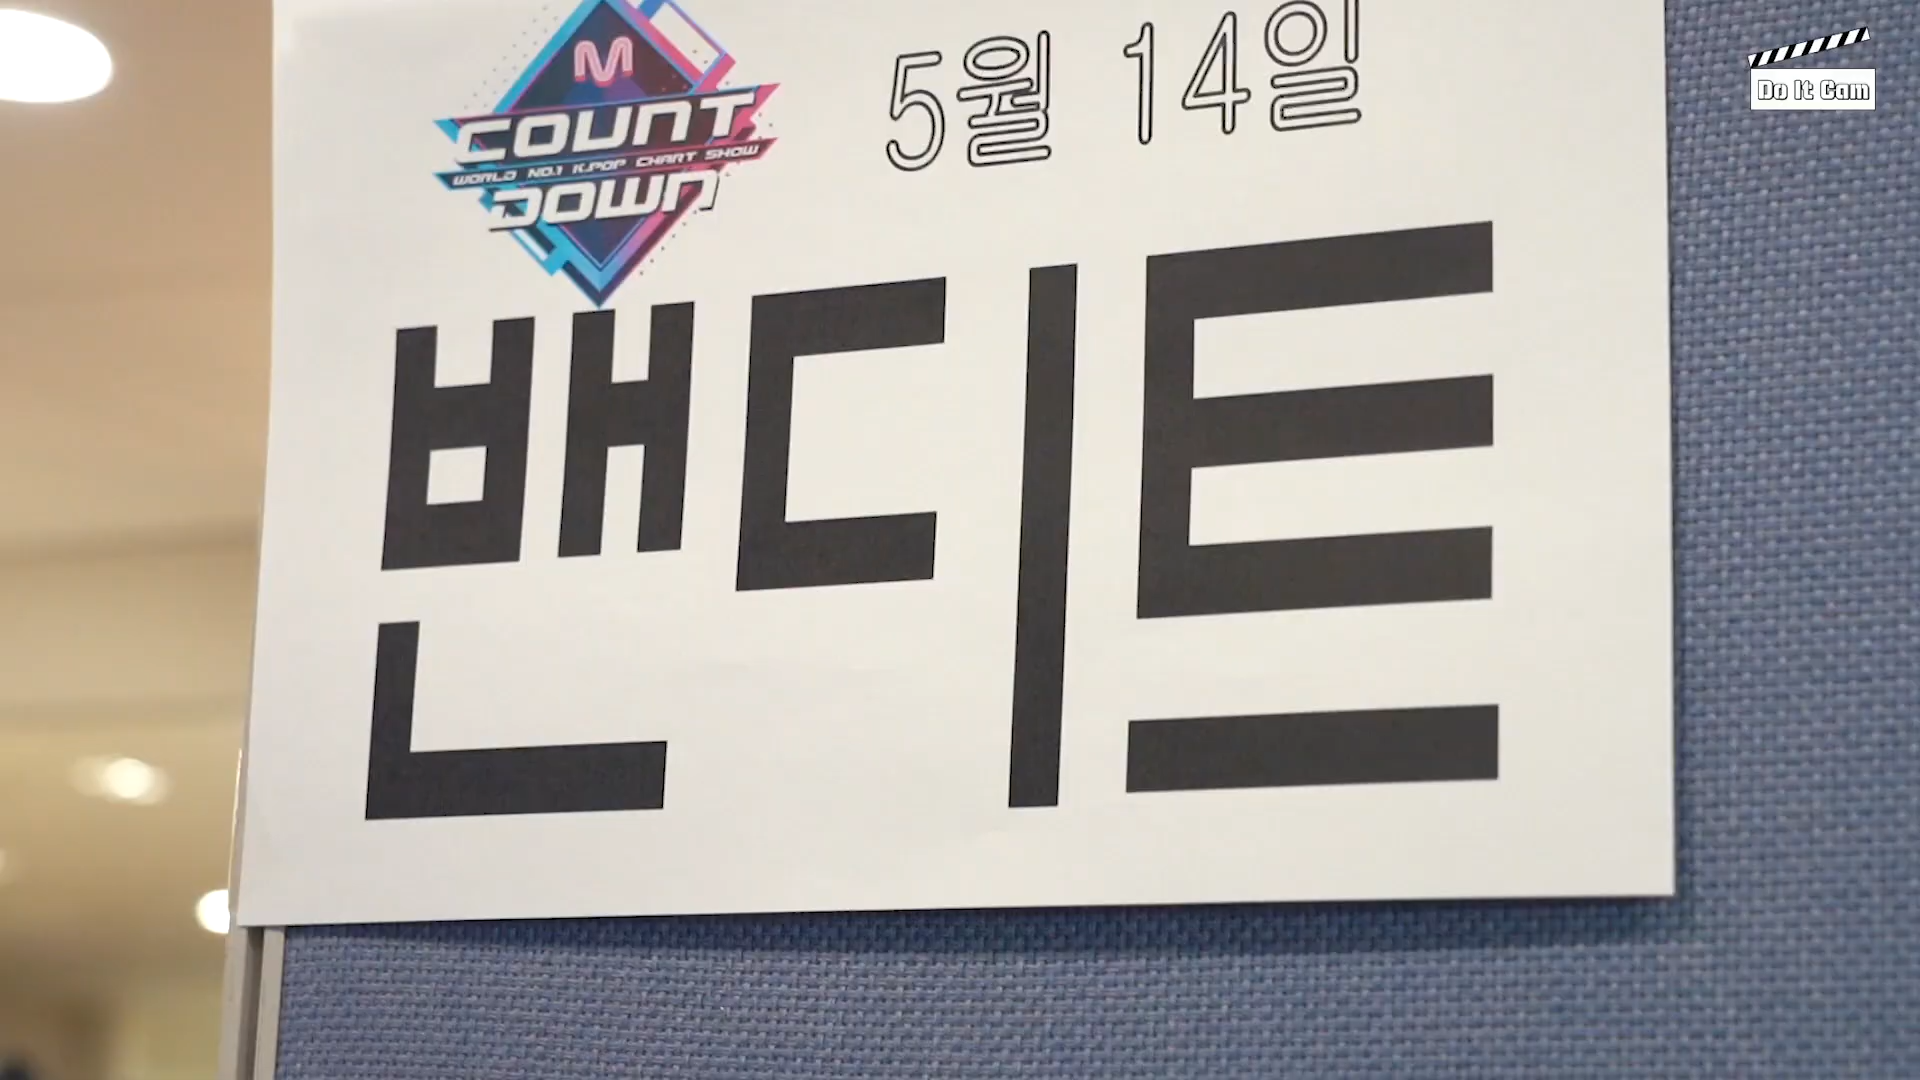 M
COUNT
WORLD NO.1 K.POP CHART SHOW
DOWN
5월 14일
밴디트
Do It Cam